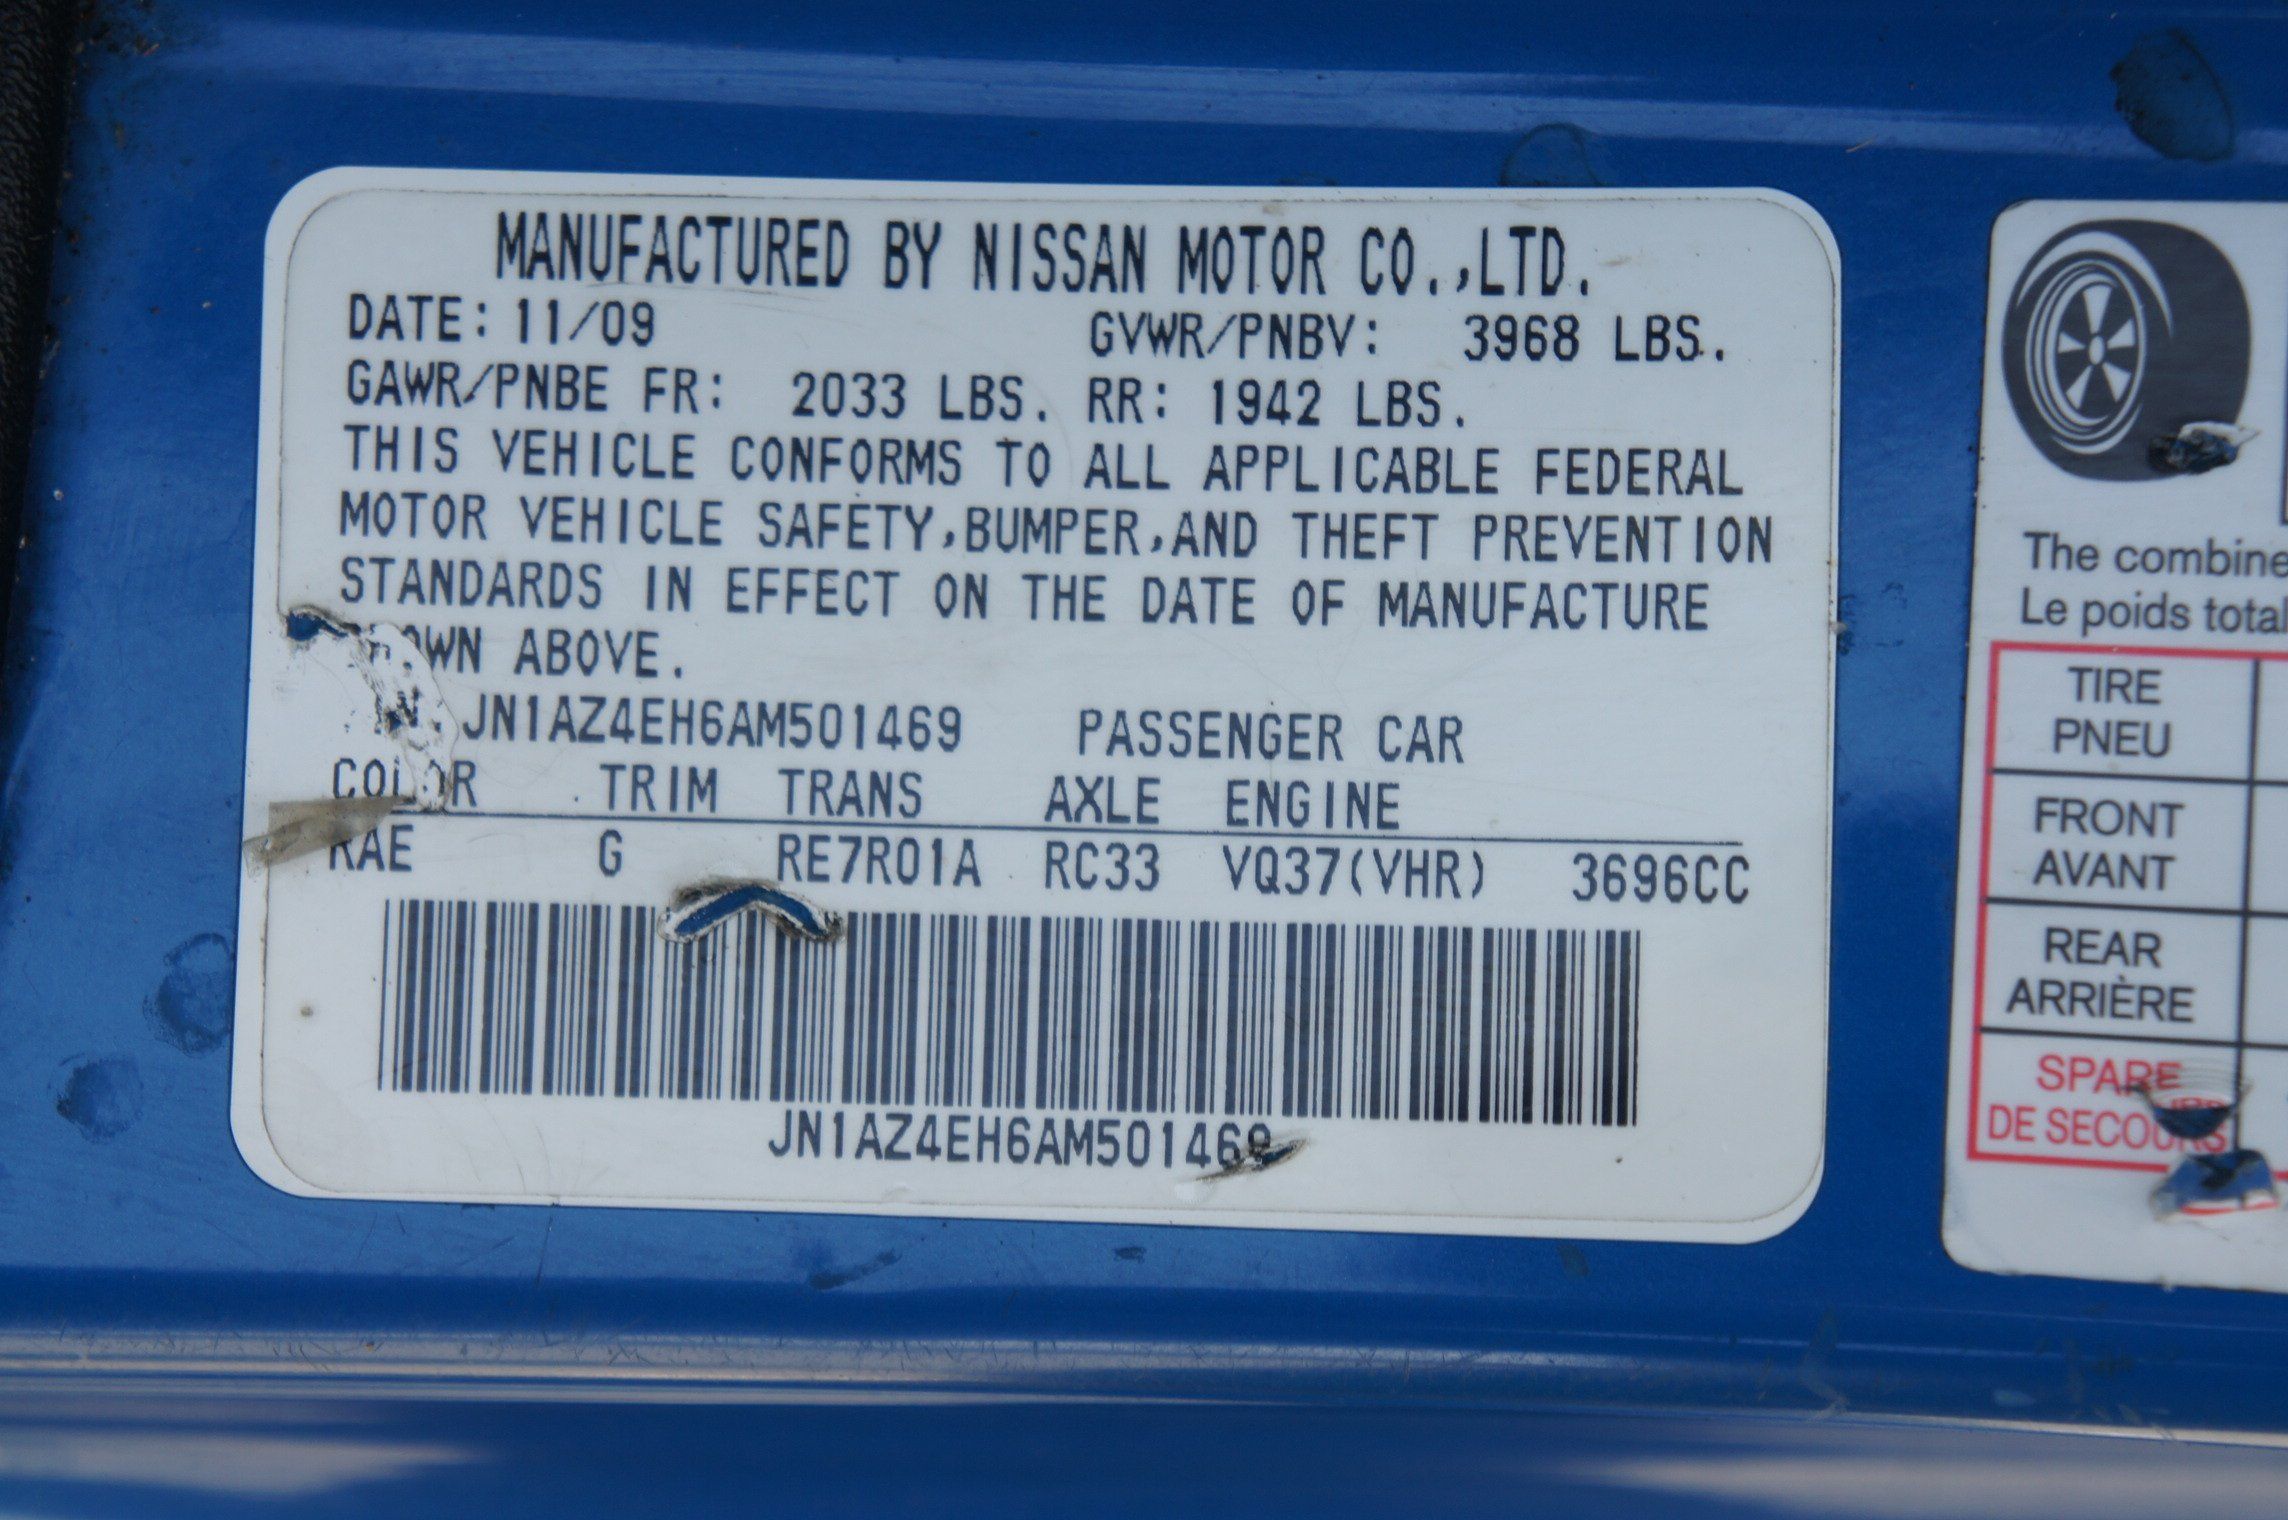 MANUFACTURED BY NISSAN MOTOR CO.,LTD.
DATE: 11/09 GVWR/PNBV: 3968 LBS.
GAWR/PNBE FR: 2033 LBS. RR: 1942 LBS.
THIS VEHICLE CONFORMS TO ALL APPLICABLE FEDERAL
MOTOR VEHICLE SAFETY,BUMPER,AND THEFT PREVENTION
STANDARDS IN EFFECT ON THE DATE OF MANUFACTURE
ABOVE.
JN1AZ4EH6AM501469 PASSENGER CAR
COLOR TRIM TRANS AXLE ENGINE
RAE G RE7R01A RC33 VQ37(VHR) 3696CC
JN1AZ4EH6AM501469
The combine
Le poids total
TIRE
PNEU
FRONT
AVANT
REAR
ARRIÈRE
SPARE
DE SECOURS